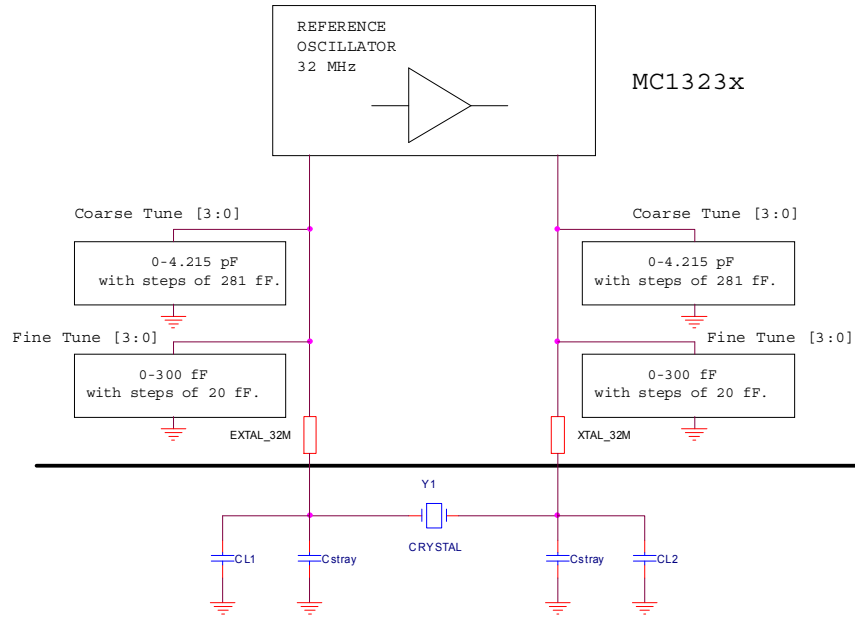 REFERENCE
OSCILLATOR
32 MHz
MC1323x
Coarse Tune [3:0]
Coarse Tune [3:0]
0-4.215 pF
with steps of 281 fF.
0-4.215 pF
with steps of 281 fF.
Fine Tune [3:0]
Fine Tune [3:0]
0-300 fF
with steps of 20 fF.
0-300 fF
with steps of 20 fF.
EXTAL_32M
XTAL_32M
Y1
CRYSTAL
CL1
Cstray
Cstray
CL2